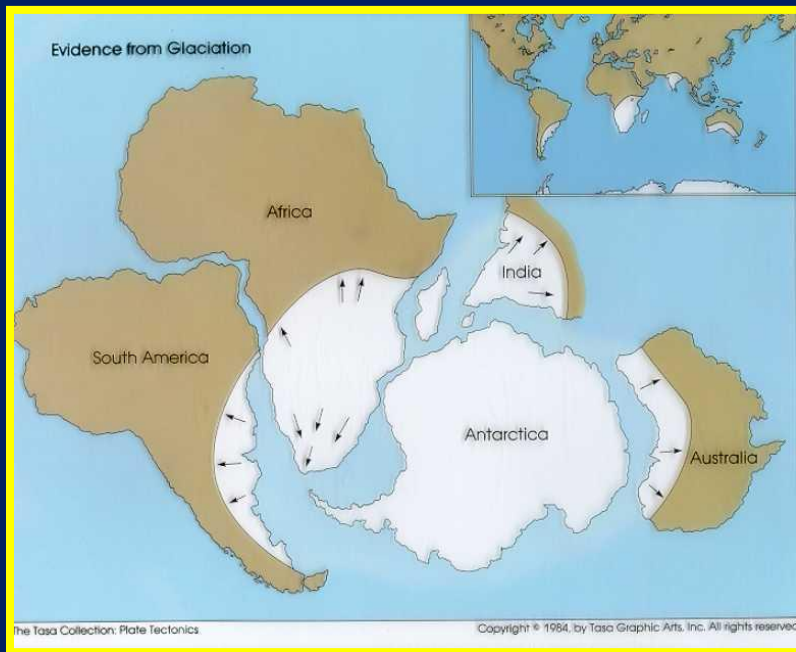 Evidence from Glaciation
Africa
India
South America
Antarctica
Australia
The Tasa Collection: Plate Tectonics
Copyright © 1984, by Tasa Graphic Arts, Inc. All rights reserved